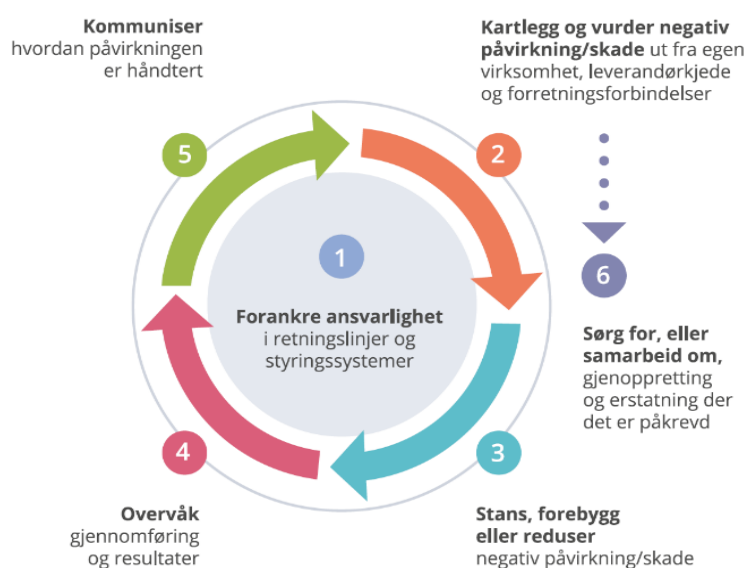 Kommuniser
hvordan påvirkningen
er håndtert
5
Kartlegg og vurder negativ
påvirkning/skade ut fra egen
virksomhet, leverandørkjede
og forretningsforbindelser
2
1
Forankre ansvarlighet
i retningslinjer og
styringssystemer
6
Sørg for, eller
samarbeid om,
gjenoppretting
og erstatning der
det er påkrevd
4
Overvåk
gjennomføring
og resultater
3
Stans, forebygg
eller reduser
negativ påvirkning/skade